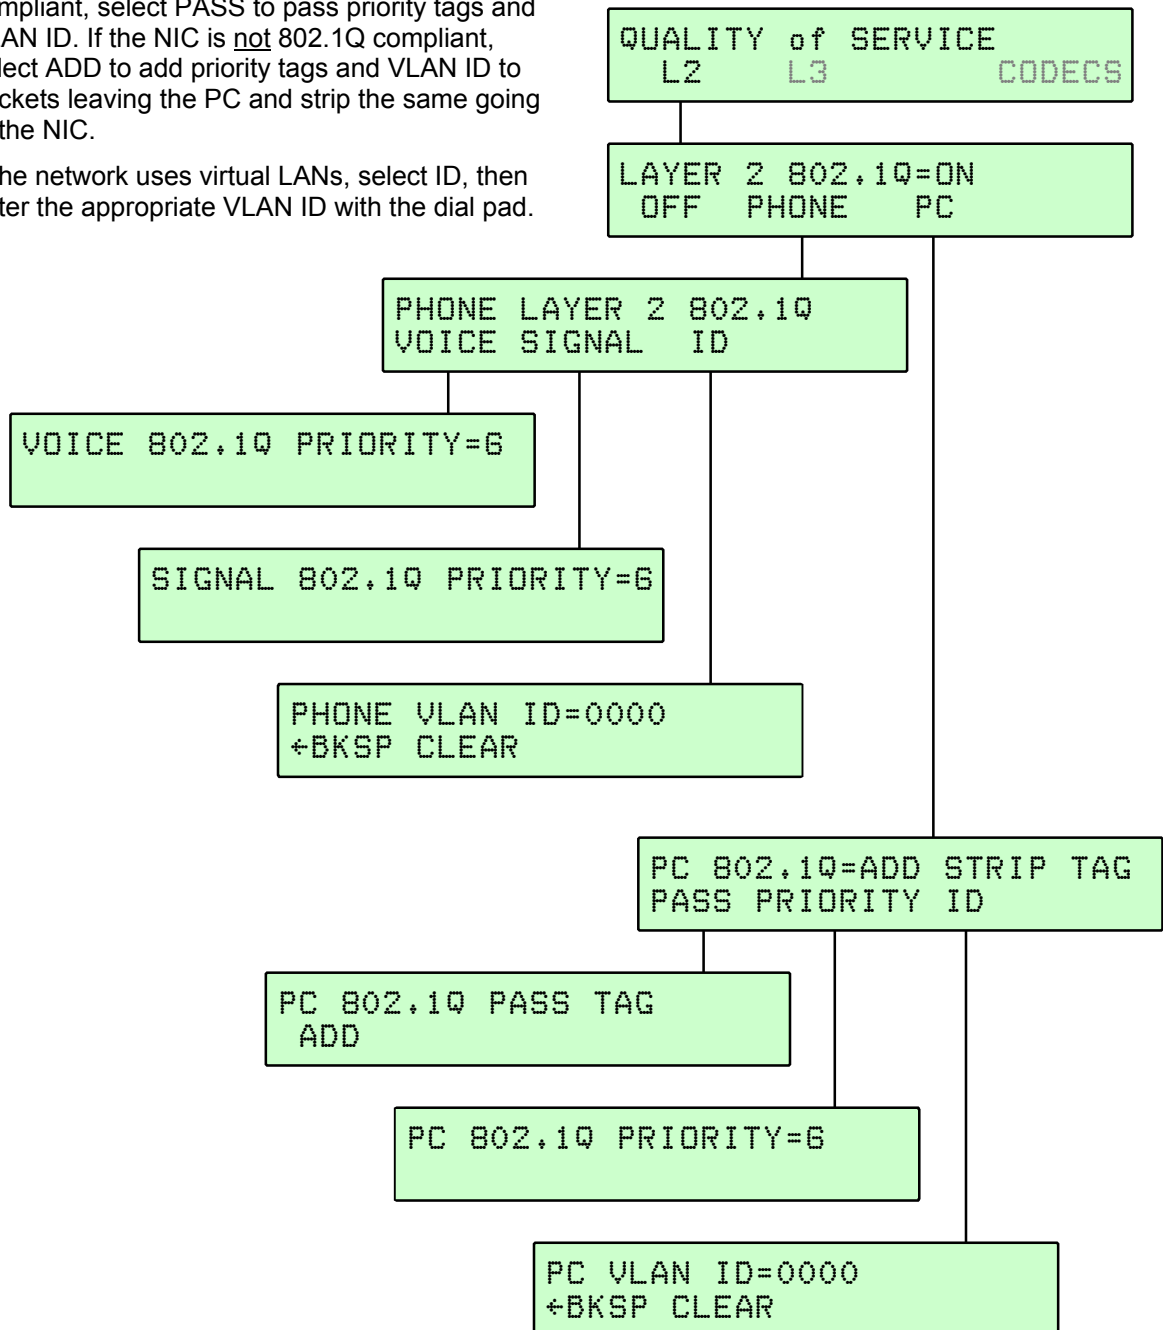 mpliant, select PASS to pass priority tags and
AN ID. If the NIC is not 802.1Q compliant,
lect ADD to add priority tags and VLAN ID to
ckets leaving the PC and strip the same going
the NIC.
he network uses virtual LANs, select ID, then
ter the appropriate VLAN ID with the dial pad.
QUALITY of SERVICE
L2 L3 CODECS
LAYER 2 802.1Q=ON
OFF PHONE PC
PHONE LAYER 2 802.1Q
VOICE SIGNAL ID
VOICE 802.1Q PRIORITY=6
SIGNAL 802.1Q PRIORITY=6
PHONE VLAN ID=0000
←BKSP CLEAR
PC 802.1Q=ADD STRIP TAG
PASS PRIORITY ID
PC 802.1Q PASS TAG
ADD
PC 802.1Q PRIORITY=6
PC VLAN ID=0000
←BKSP CLEAR